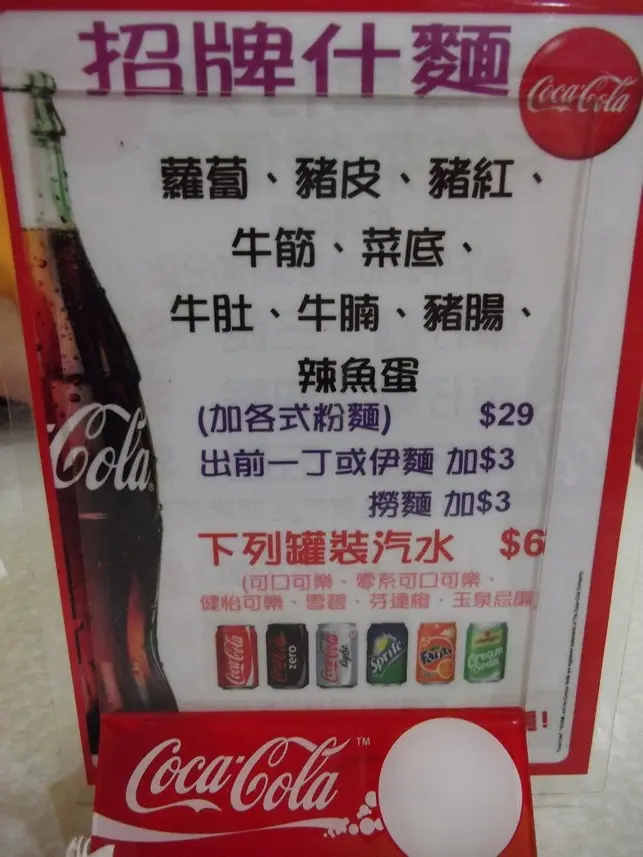 招牌什麵
Coca-Cola
蘿蔔、豬皮、豬紅、
牛筋、菜底、
牛肚、牛腩、豬腸、
辣魚蛋
(加各式粉麵) $29
出前一丁或伊麵 加$3
撈麵 加$3
Cola
下列罐裝汽水 $6
(可口可樂、零系可口可樂、
健怡可樂、雪碧、芬達橙、玉泉忌廉
Coca-Cola
Coca-Cola zero
Coca-Cola light
Sprite
Fanta
Cream Soda
!!
Coca-Cola™